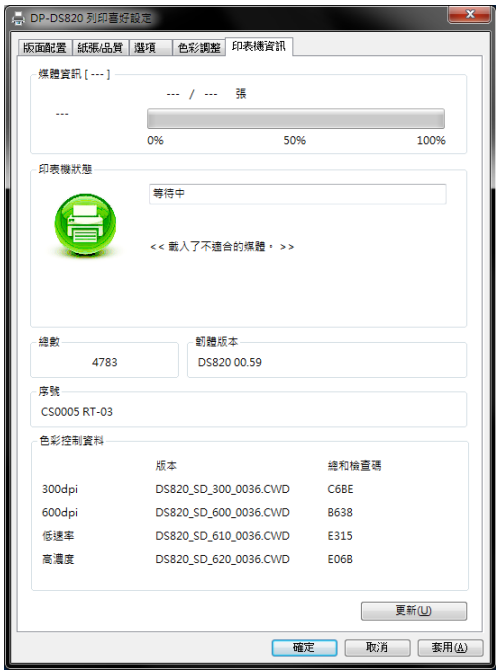 DP-DS820 列印喜好設定
版面配置 紙張/品質 選項 色彩調整 印表機資訊
媒體資訊 [ --- ]
--- / --- 張
---
0% 50% 100%
印表機狀態
等待中
<< 載入了不適合的媒體。 >>
總數 韌體版本
4783 DS820 00.59
序號
CS0005 RT-03
色彩控制資料
版本 總和檢查碼
300dpi DS820_SD_300_0036.CWD C6BE
600dpi DS820_SD_600_0036.CWD B638
低速率 DS820_SD_610_0036.CWD E315
高濃度 DS820_SD_620_0036.CWD E06B
更新(U)
確定 取消 套用(A)